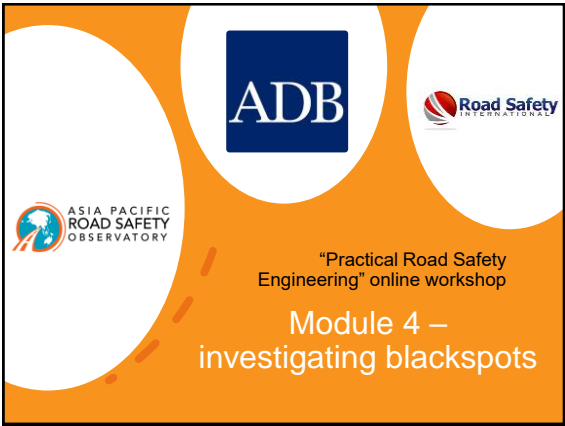 ADB
Road Safety
INTERNATIONAL
ASIA PACIFIC
ROAD SAFETY
OBSERVATORY
“Practical Road Safety
Engineering” online workshop
Module 4 –
investigating blackspots